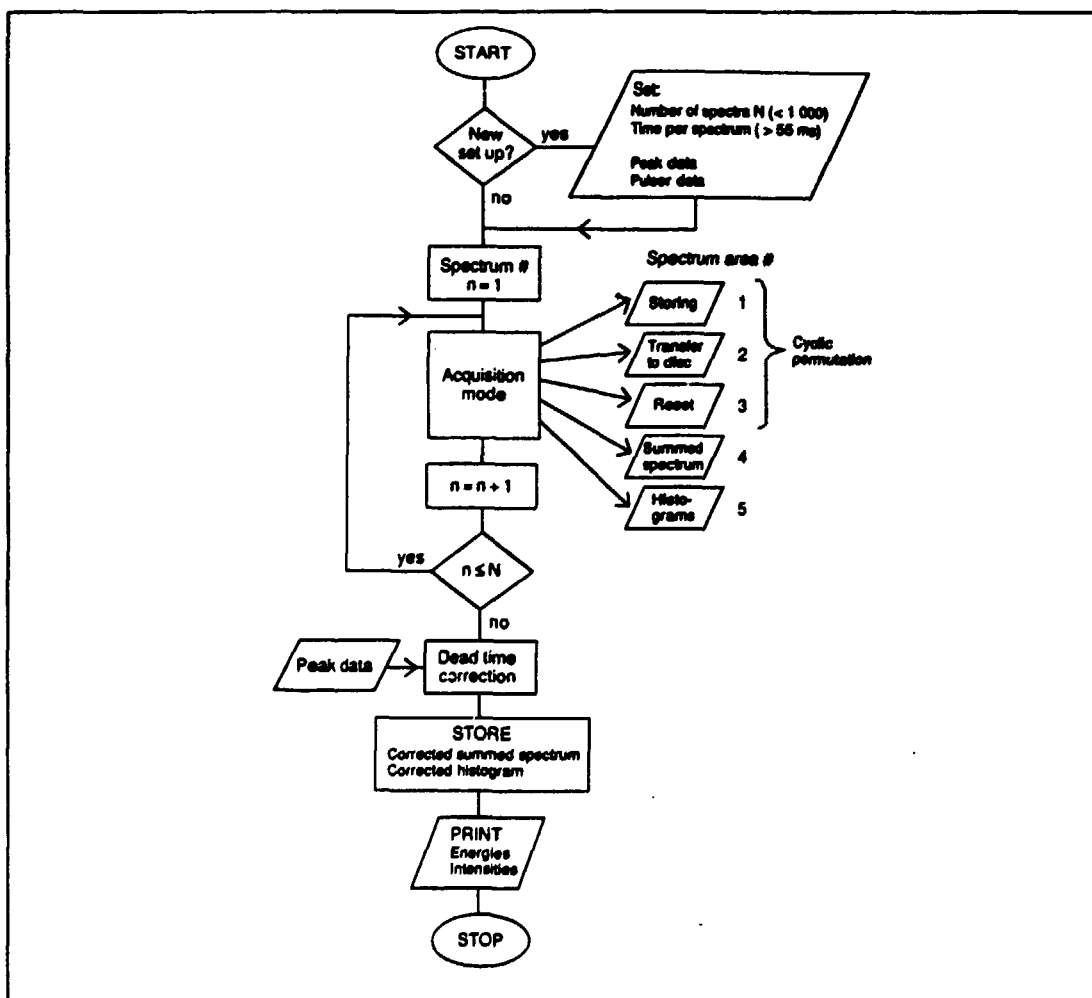 START
Set:
Number of spectra N (< 1 000)
Time per spectrum ( > 55 ms)
Peak data
Pulser data
New
set up?
yes
no
Spectrum #
n = 1
Spectrum area #
Storing
1
Transfer
to disc
2
Reset
3
Cyclic
permutation
Summed
spectrum
4
Histo-
grams
5
Acquisition
mode
n = n + 1
yes
n ≤ N
no
Peak data
Dead time
correction
STORE
Corrected summed spectrum
Corrected histogram
PRINT
Energies
Intensities
STOP